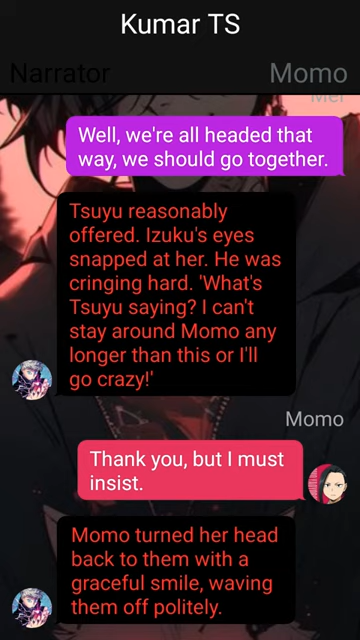 Kumar TS
Narrator
Momo
Mei
Well, we're all headed that
way, we should go together.
Tsuyu reasonably
offered. Izuku's eyes
snapped at her. He was
cringing hard. 'What's
Tsuyu saying? I can't
stay around Momo any
longer than this or I'll
go crazy!'
Momo
Thank you, but I must
insist.
Momo turned her head
back to them with a
graceful smile, waving
them off politely.